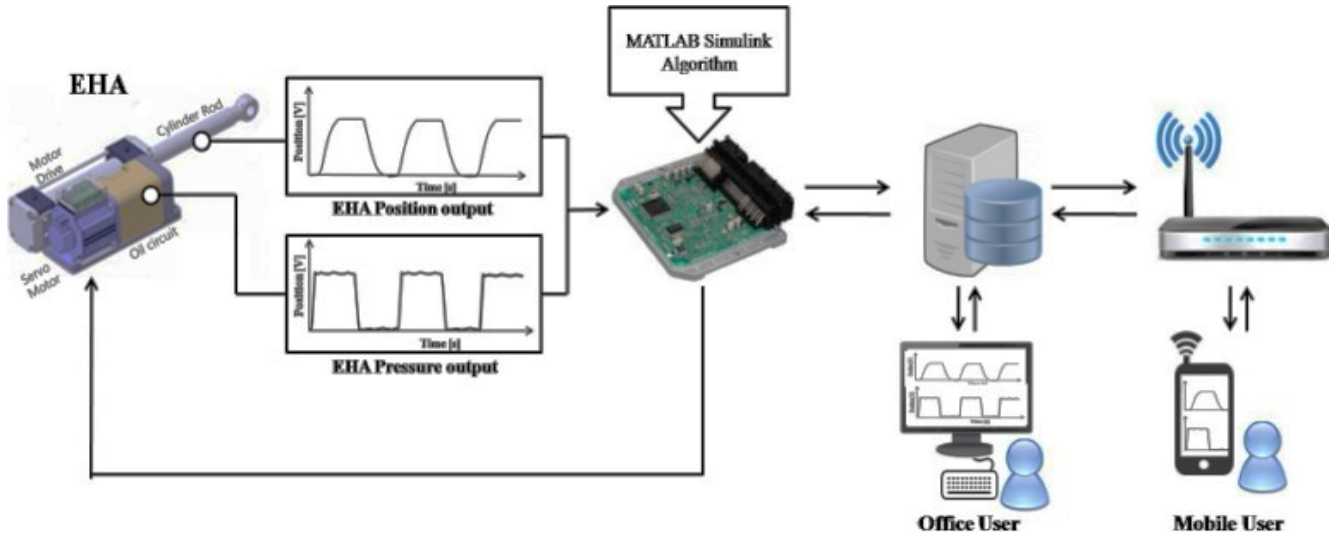 MATLAB Simulink
Algorithm
EHA
Cylinder Rod
Motor
Drive
Oil circuit
Servo
Motor
Position [V]
Time [s]
EHA Position output
Position [V]
Time [s]
EHA Pressure output
Office User
Mobile User